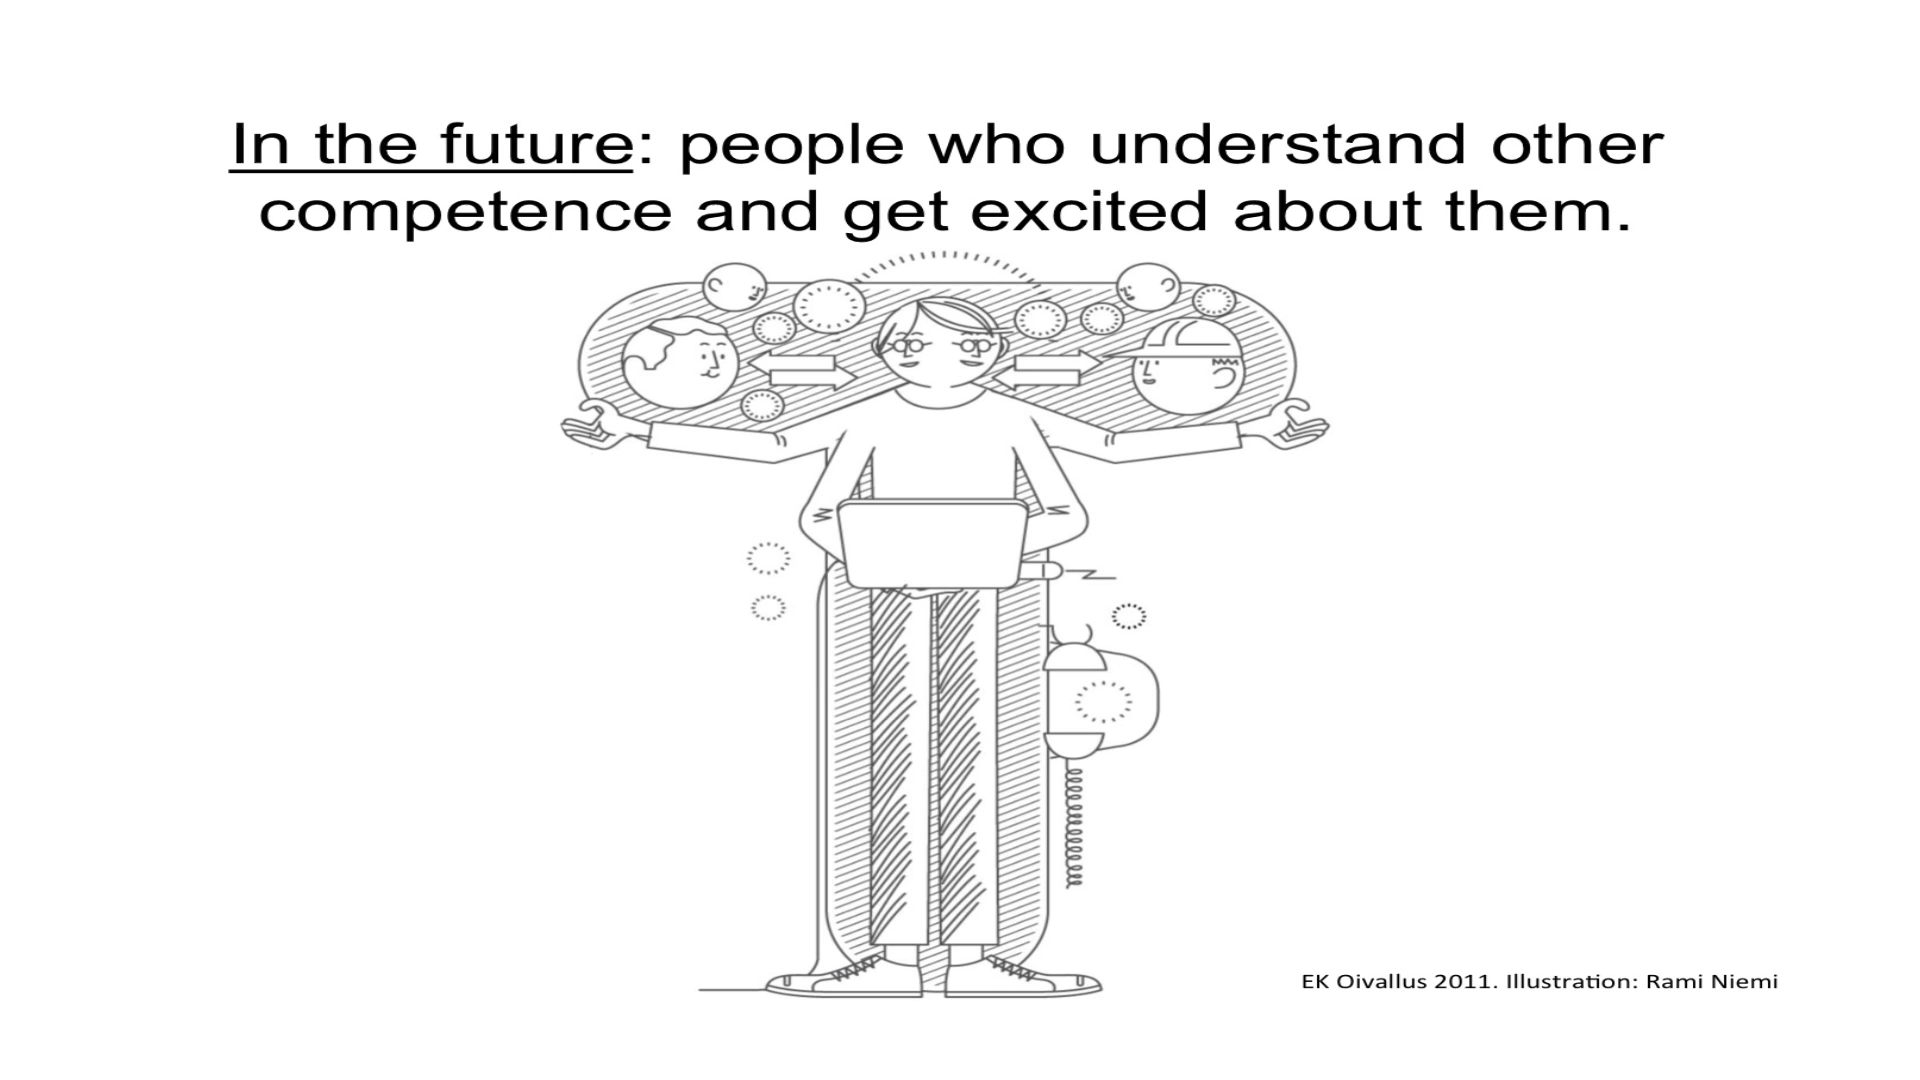 In the future: people who understand other
competence and get excited about them.
EK Oivallus 2011. Illustration: Rami Niemi